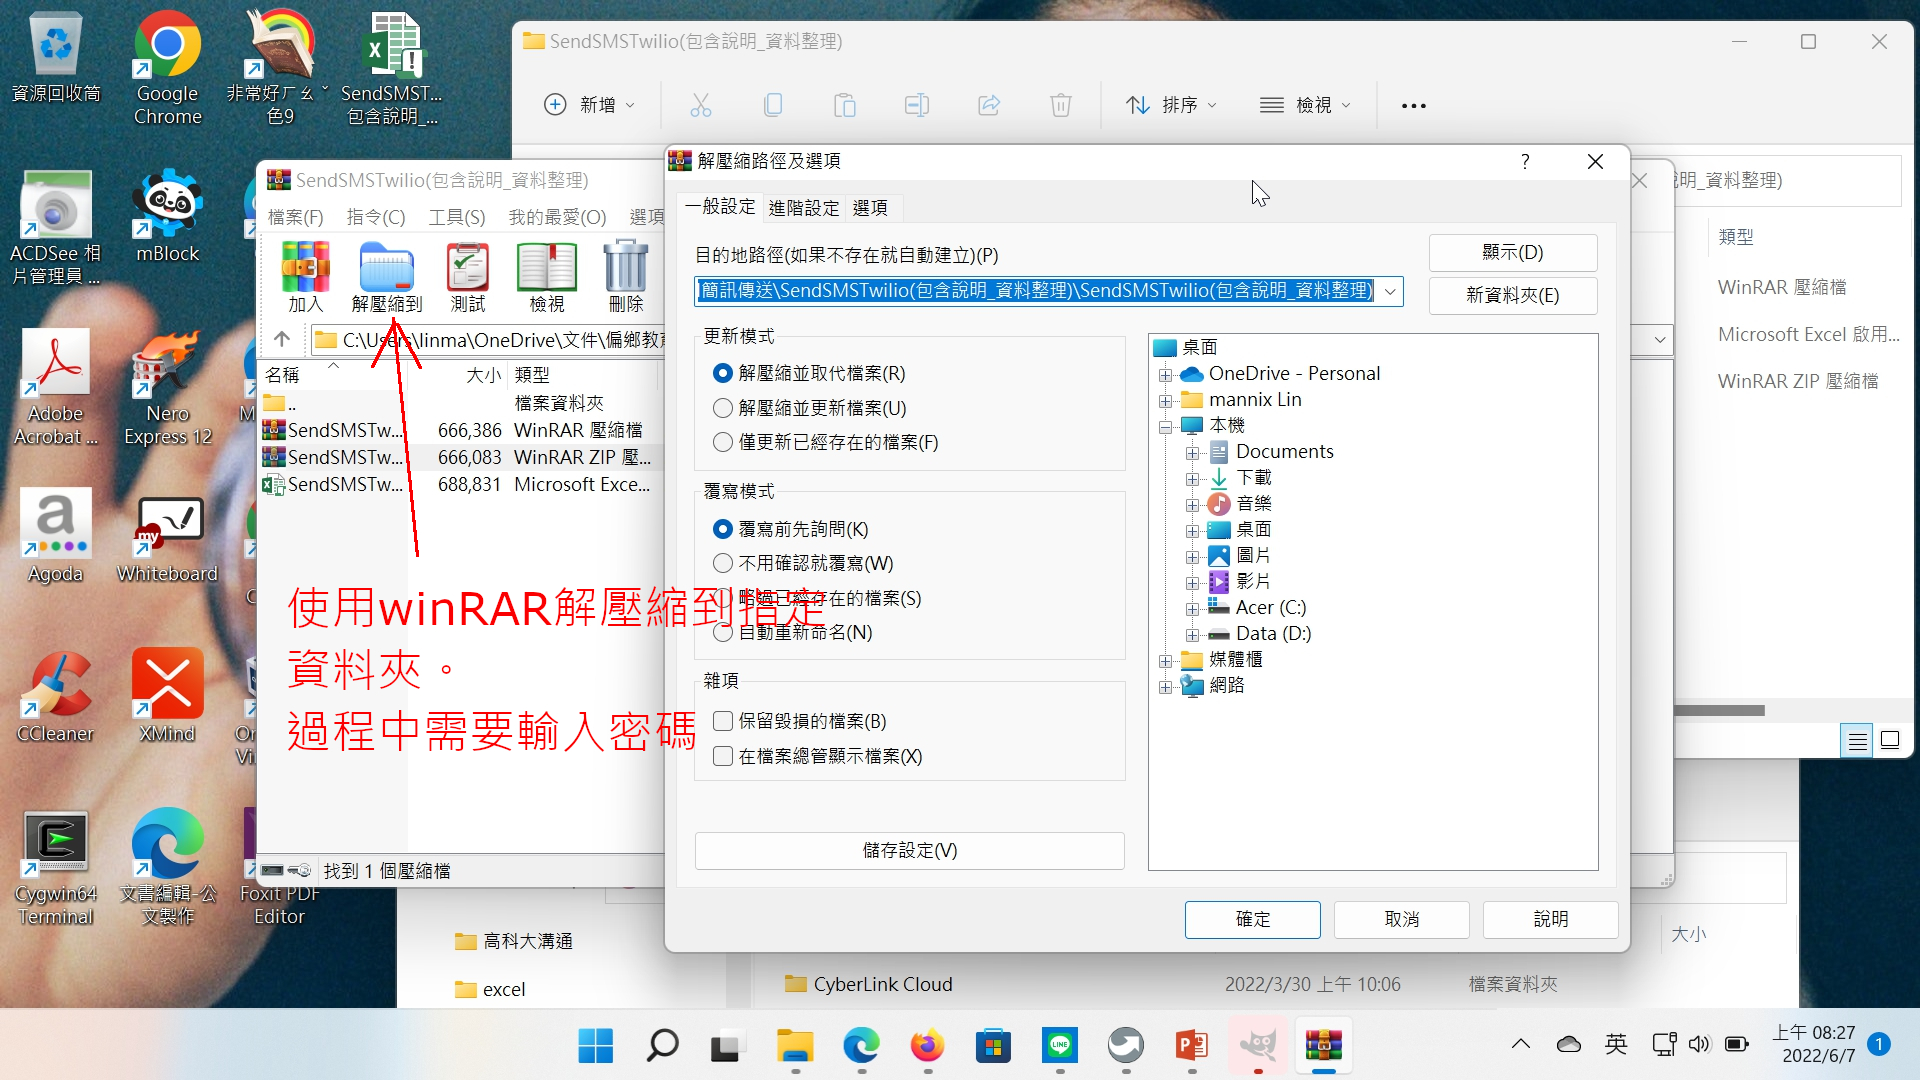 資源回收筒
Google
Chrome
非常好ㄏㄠˇ
色9
SendSMST...
包含說明_...
ACDSee 相
片管理員 ...
mBlock
Adobe
Acrobat ...
Nero
Express 12
Agoda
Whiteboard
CCleaner
XMind
Cygwin64
Terminal
文書編輯-公
文製作
Foxit PDF
Editor
SendSMSTwilio(包含說明_資料整理)
新增
排序
檢視
說明_資料整理)
類型
WinRAR 壓縮檔
Microsoft Excel 啟用...
WinRAR ZIP 壓縮檔
SendSMSTwilio(包含說明_資料整理)
檔案(F) 指令(C) 工具(S) 我的最愛(O) 選項
加入 解壓縮到 測試 檢視 刪除
C:\Users\linma\OneDrive\文件\偏鄉教
名稱 大小 類型
.. 檔案資料夾
SendSMSTw... 666,386 WinRAR 壓縮檔
SendSMSTw... 666,083 WinRAR ZIP 壓...
SendSMSTw... 688,831 Microsoft Exce...
找到 1 個壓縮檔
使用winRAR解壓縮到指定
資料夾。
過程中需要輸入密碼
解壓縮路徑及選項
?
一般設定 進階設定 選項
目的地路徑(如果不存在就自動建立)(P)
簡訊傳送\SendSMSTwilio(包含說明_資料整理)\SendSMSTwilio(包含說明_資料整理)
顯示(D)
新資料夾(E)
更新模式
解壓縮並取代檔案(R)
解壓縮並更新檔案(U)
僅更新已經存在的檔案(F)
覆寫模式
覆寫前先詢問(K)
不用確認就覆寫(W)
略過已經存在的檔案(S)
自動重新命名(N)
雜項
保留毀損的檔案(B)
在檔案總管顯示檔案(X)
儲存設定(V)
桌面
OneDrive - Personal
mannix Lin
本機
Documents
下載
音樂
桌面
圖片
影片
Acer (C:)
Data (D:)
媒體櫃
網路
確定 取消 說明
大小
高科大溝通
excel
CyberLink Cloud 2022/3/30 上午 10:06 檔案資料夾
英
上午 08:27
2022/6/7
1